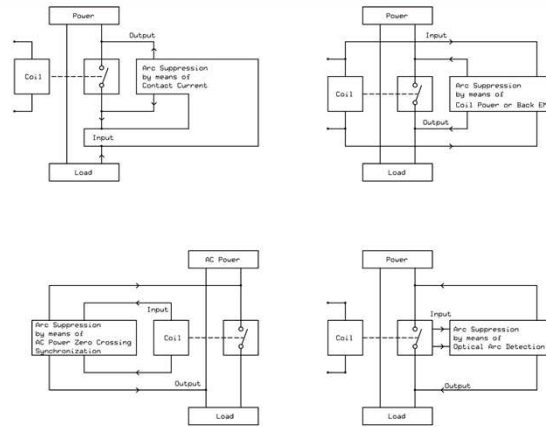 Power
Output
Coil
Arc Suppression
by means of
Contact Current
Input
Load
Power
Input
Coil
Arc Suppression
by means of
Coil Power or Back EM
Output
Load
AC Power
Input
Arc Suppression
by means of
AC Power Zero Crossing
Synchronization
Coil
Output
Load
Power
Input
Coil
Arc Suppression
by means of
Optical Arc Detection
Output
Load